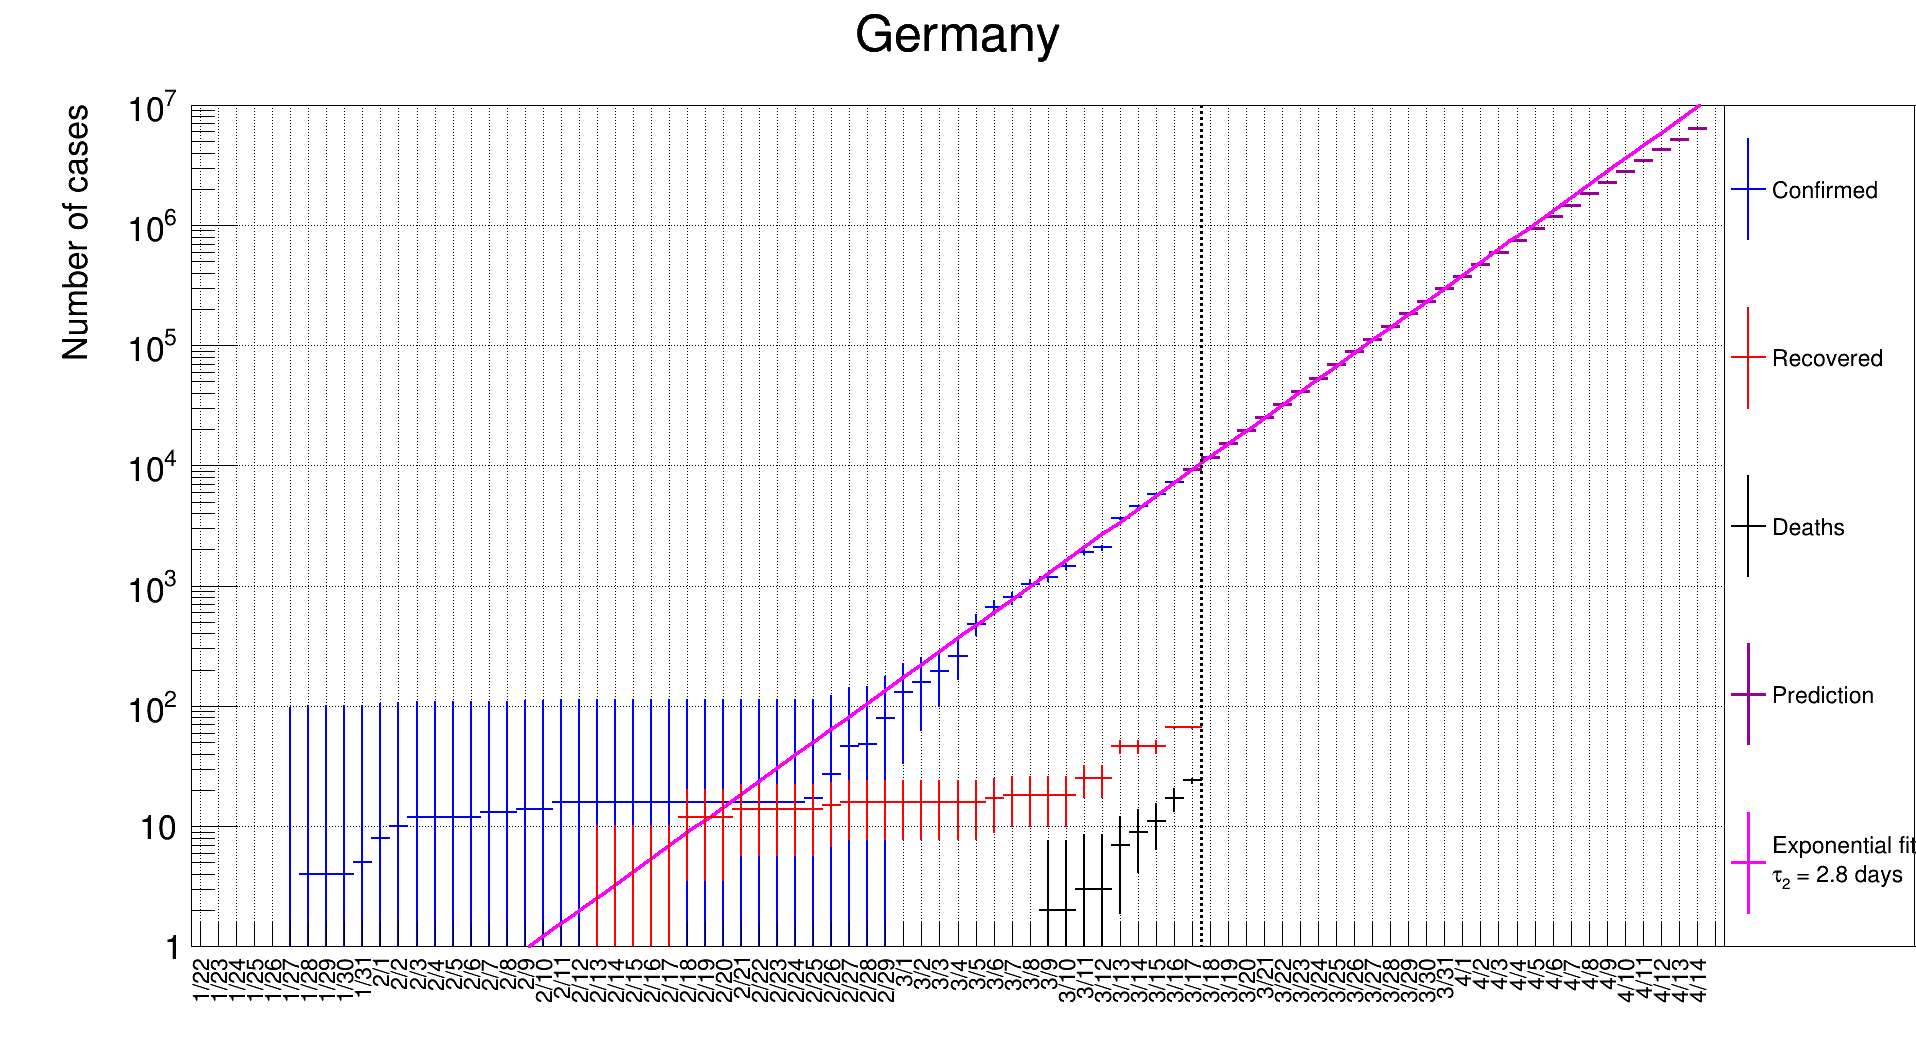 Germany
Number of cases
10^7
10^6
10^5
10^4
10^3
10^2
10
1
1/22 1/23 1/24 1/25 1/26 1/27 1/28 1/29 1/30 1/31 2/1 2/2 2/3 2/4 2/5 2/6 2/7 2/8 2/9 2/10 2/11 2/12 2/13 2/14 2/15 2/16 2/17 2/18 2/19 2/20 2/21 2/22 2/23 2/24 2/25 2/26 2/27 2/28 2/29 3/1 3/2 3/3 3/4 3/5 3/6 3/7 3/8 3/9 3/10 3/11 3/12 3/13 3/14 3/15 3/16 3/17 3/18 3/19 3/20 3/21 3/22 3/23 3/24 3/25 3/26 3/27 3/28 3/29 3/30 3/31 4/1 4/2 4/3 4/4 4/5 4/6 4/7 4/8 4/9 4/10 4/11 4/12 4/13 4/14
Confirmed
Recovered
Deaths
Prediction
Exponential fit
τ₂ = 2.8 days